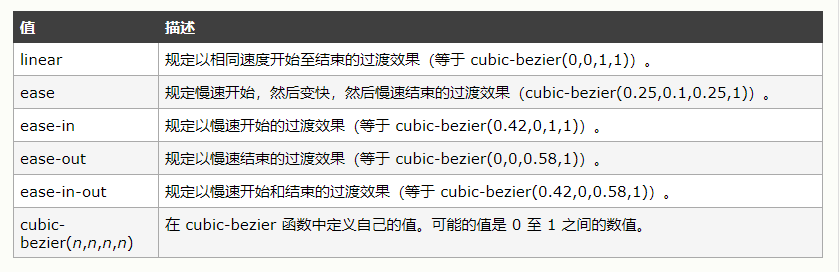 值 描述
linear 规定以相同速度开始至结束的过渡效果（等于 cubic-bezier(0,0,1,1)）。
ease 规定慢速开始，然后变快，然后慢速结束的过渡效果（cubic-bezier(0.25,0.1,0.25,1)）。
ease-in 规定以慢速开始的过渡效果（等于 cubic-bezier(0.42,0,1,1)）。
ease-out 规定以慢速结束的过渡效果（等于 cubic-bezier(0,0,0.58,1)）。
ease-in-out 规定以慢速开始和结束的过渡效果（等于 cubic-bezier(0.42,0,0.58,1)）。
cubic- 在 cubic-bezier 函数中定义自己的值。可能的值是 0 至 1 之间的数值。
bezier(n,n,n,n)